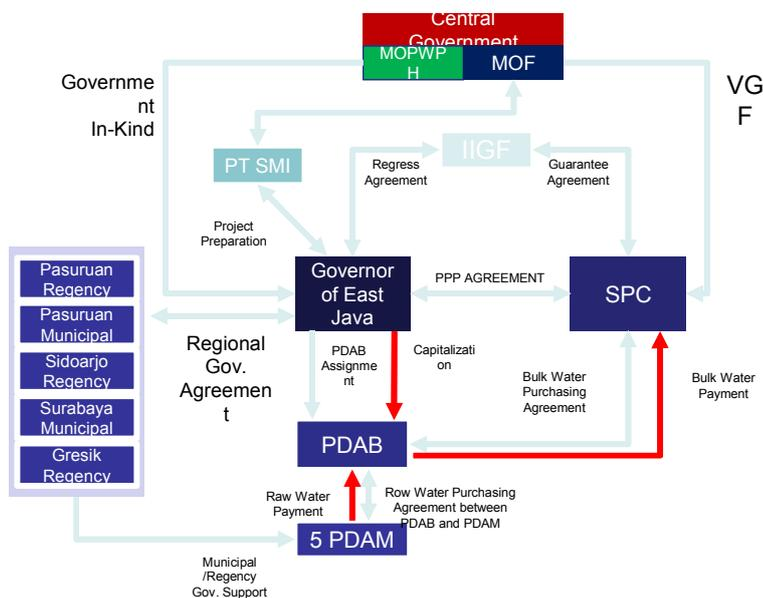 Central
Government
MOPWP
H
MOF
Governme
nt
In-Kind
VG
F
PT SMI
IIGF
Regress
Agreement
Guarantee
Agreement
Project
Preparation
Governor
of East
Java
PPP AGREEMENT
SPC
Pasuruan
Regency
Pasuruan
Municipal
Sidoarjo
Regency
Surabaya
Municipal
Gresik
Regency
Regional
Gov.
Agreemen
t
PDAB
Assignme
nt
Capitalizati
on
Bulk Water
Purchasing
Agreement
Bulk Water
Payment
PDAB
Raw Water
Payment
Row Water Purchasing
Agreement between
PDAB and PDAM
5 PDAM
Municipal
/Regency
Gov. Support